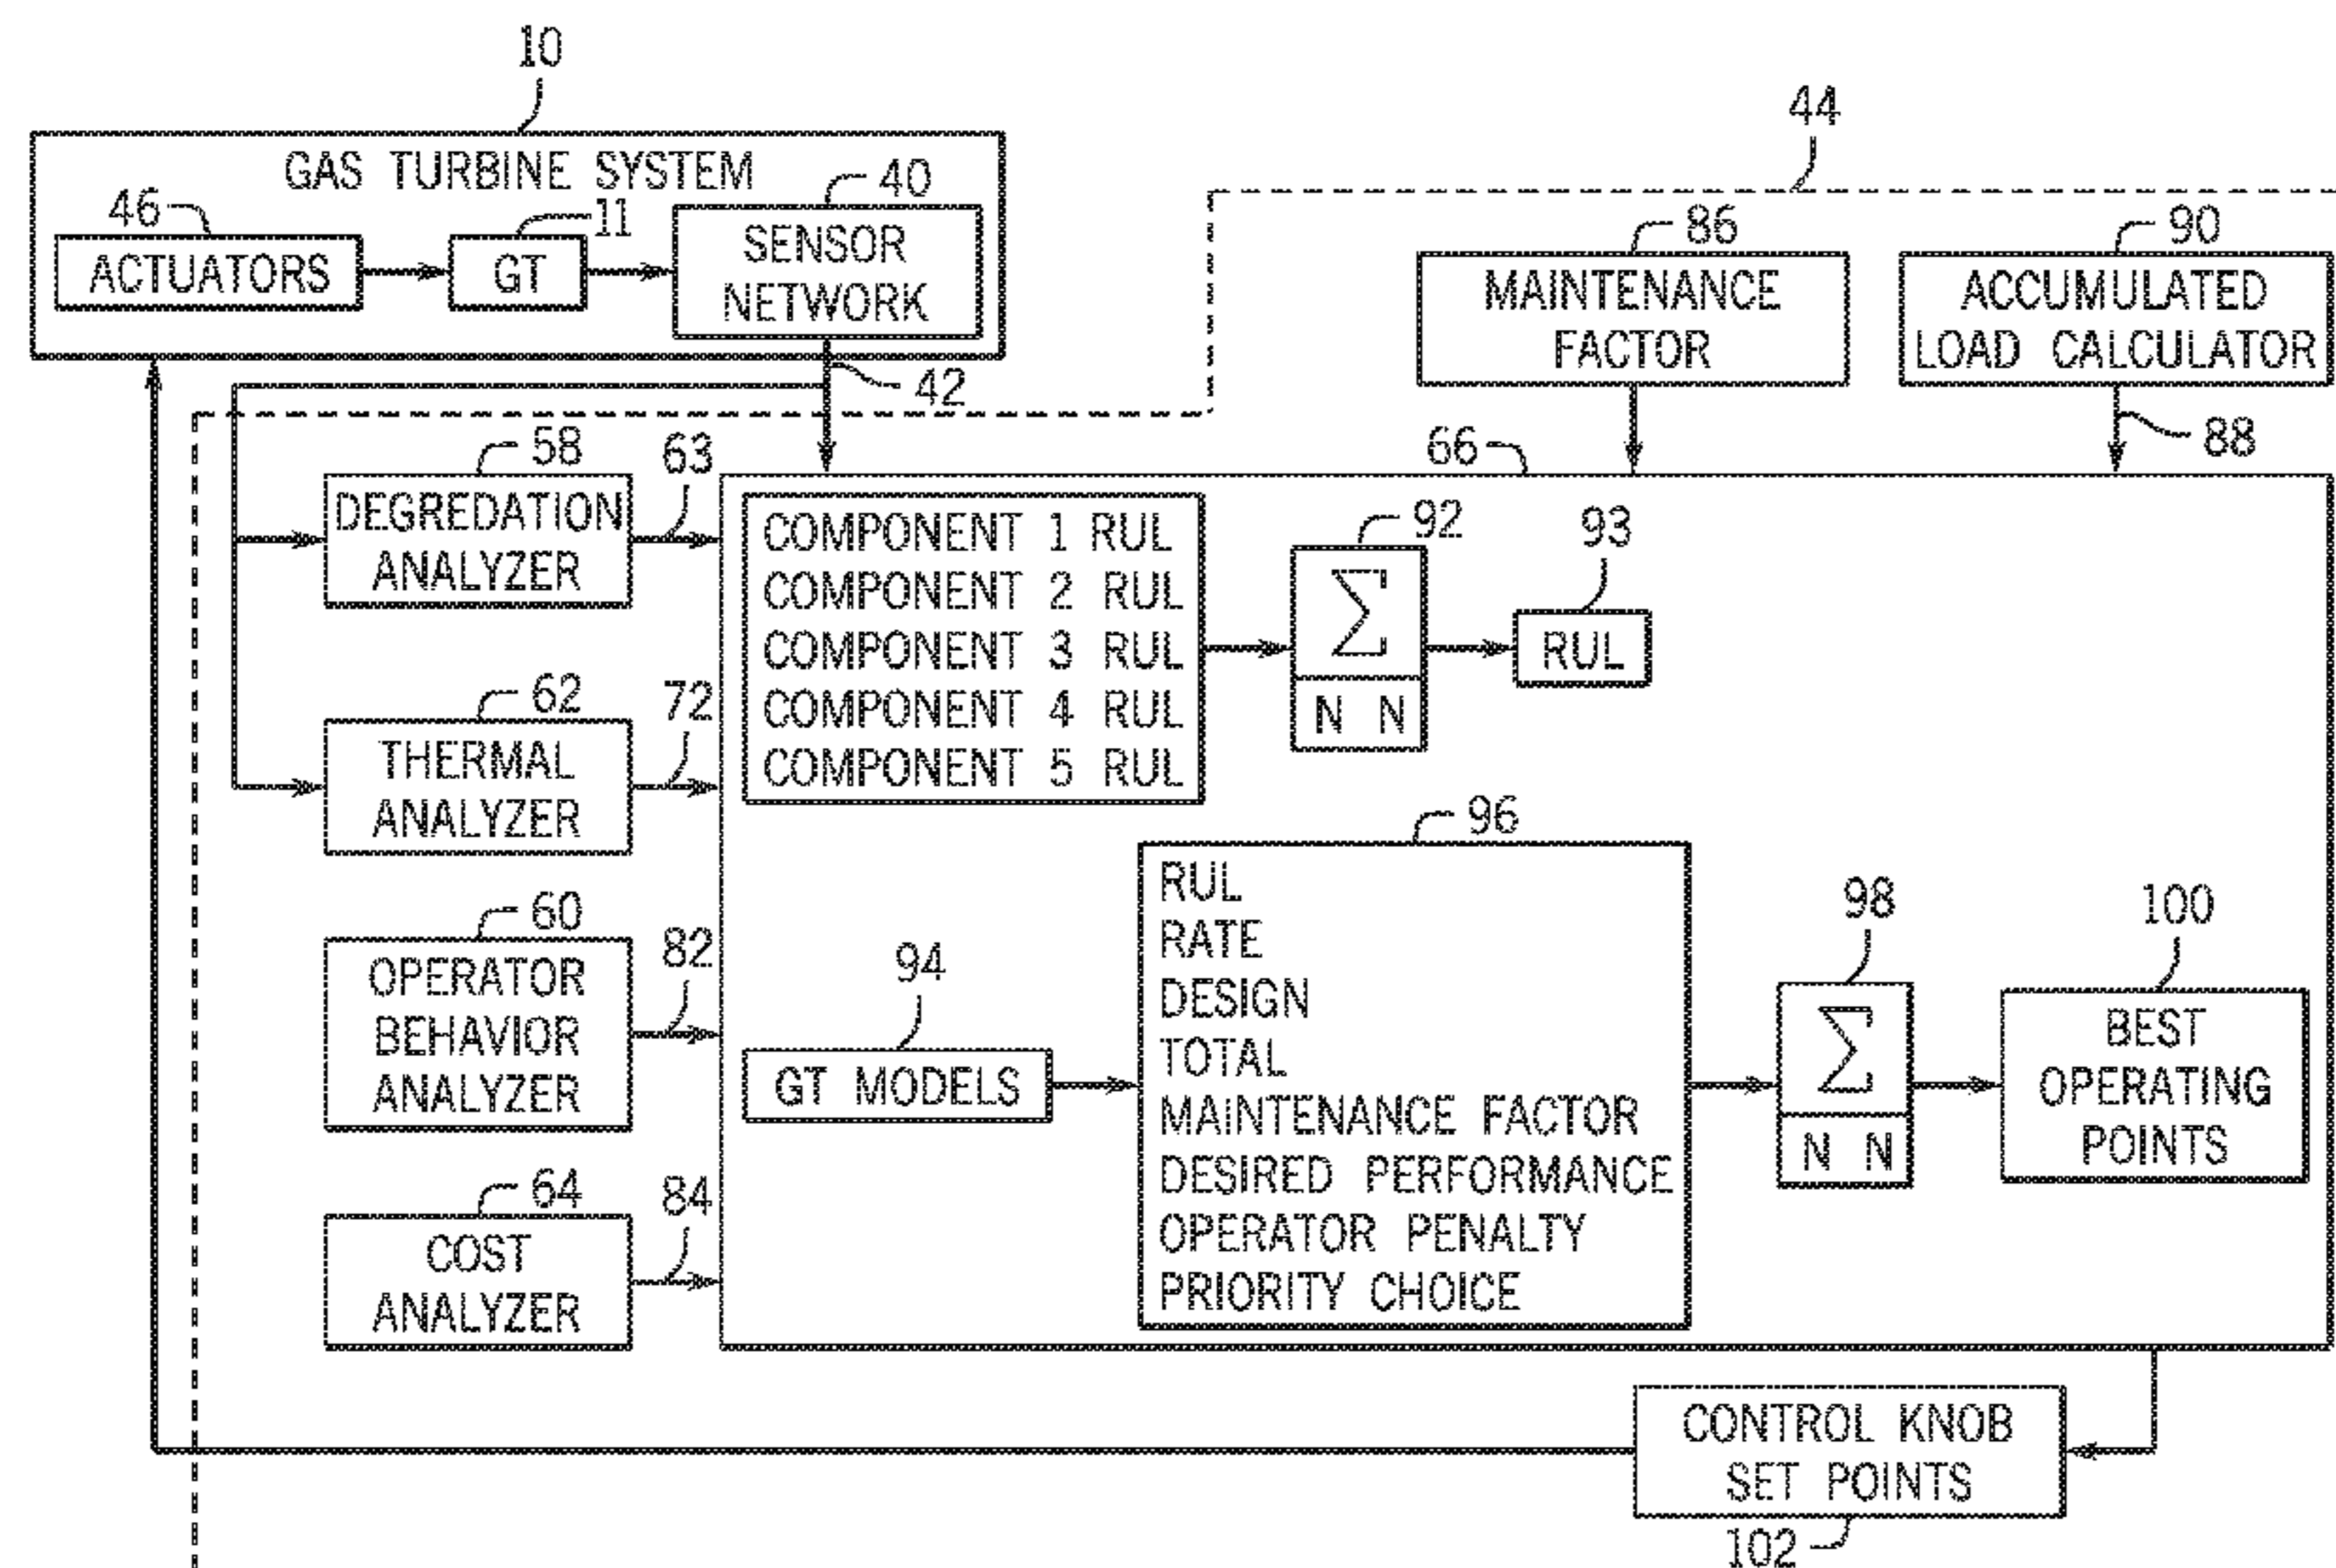 10
GAS TURBINE SYSTEM
46
ACTUATORS
11
GT
40
SENSOR
NETWORK
42
44
86
MAINTENANCE
FACTOR
90
ACCUMULATED
LOAD CALCULATOR
88
58
DEGREDATION
ANALYZER
63
62
THERMAL
ANALYZER
72
60
OPERATOR
BEHAVIOR
ANALYZER
82
64
COST
ANALYZER
84
66
COMPONENT 1 RUL
COMPONENT 2 RUL
COMPONENT 3 RUL
COMPONENT 4 RUL
COMPONENT 5 RUL
92
Σ
N N
93
RUL
94
GT MODELS
96
RUL
RATE
DESIGN
TOTAL
MAINTENANCE FACTOR
DESIRED PERFORMANCE
OPERATOR PENALTY
PRIORITY CHOICE
98
Σ
N N
100
BEST
OPERATING
POINTS
CONTROL KNOB
SET POINTS
102